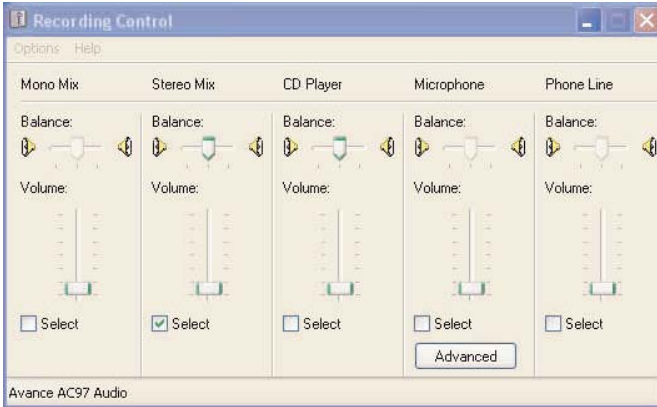 Recording Control
Options Help
Mono Mix Stereo Mix CD Player Microphone Phone Line
Balance: Balance: Balance: Balance: Balance:
Volume: Volume: Volume: Volume: Volume:
Select Select Select Select Select
Advanced
Avance AC97 Audio